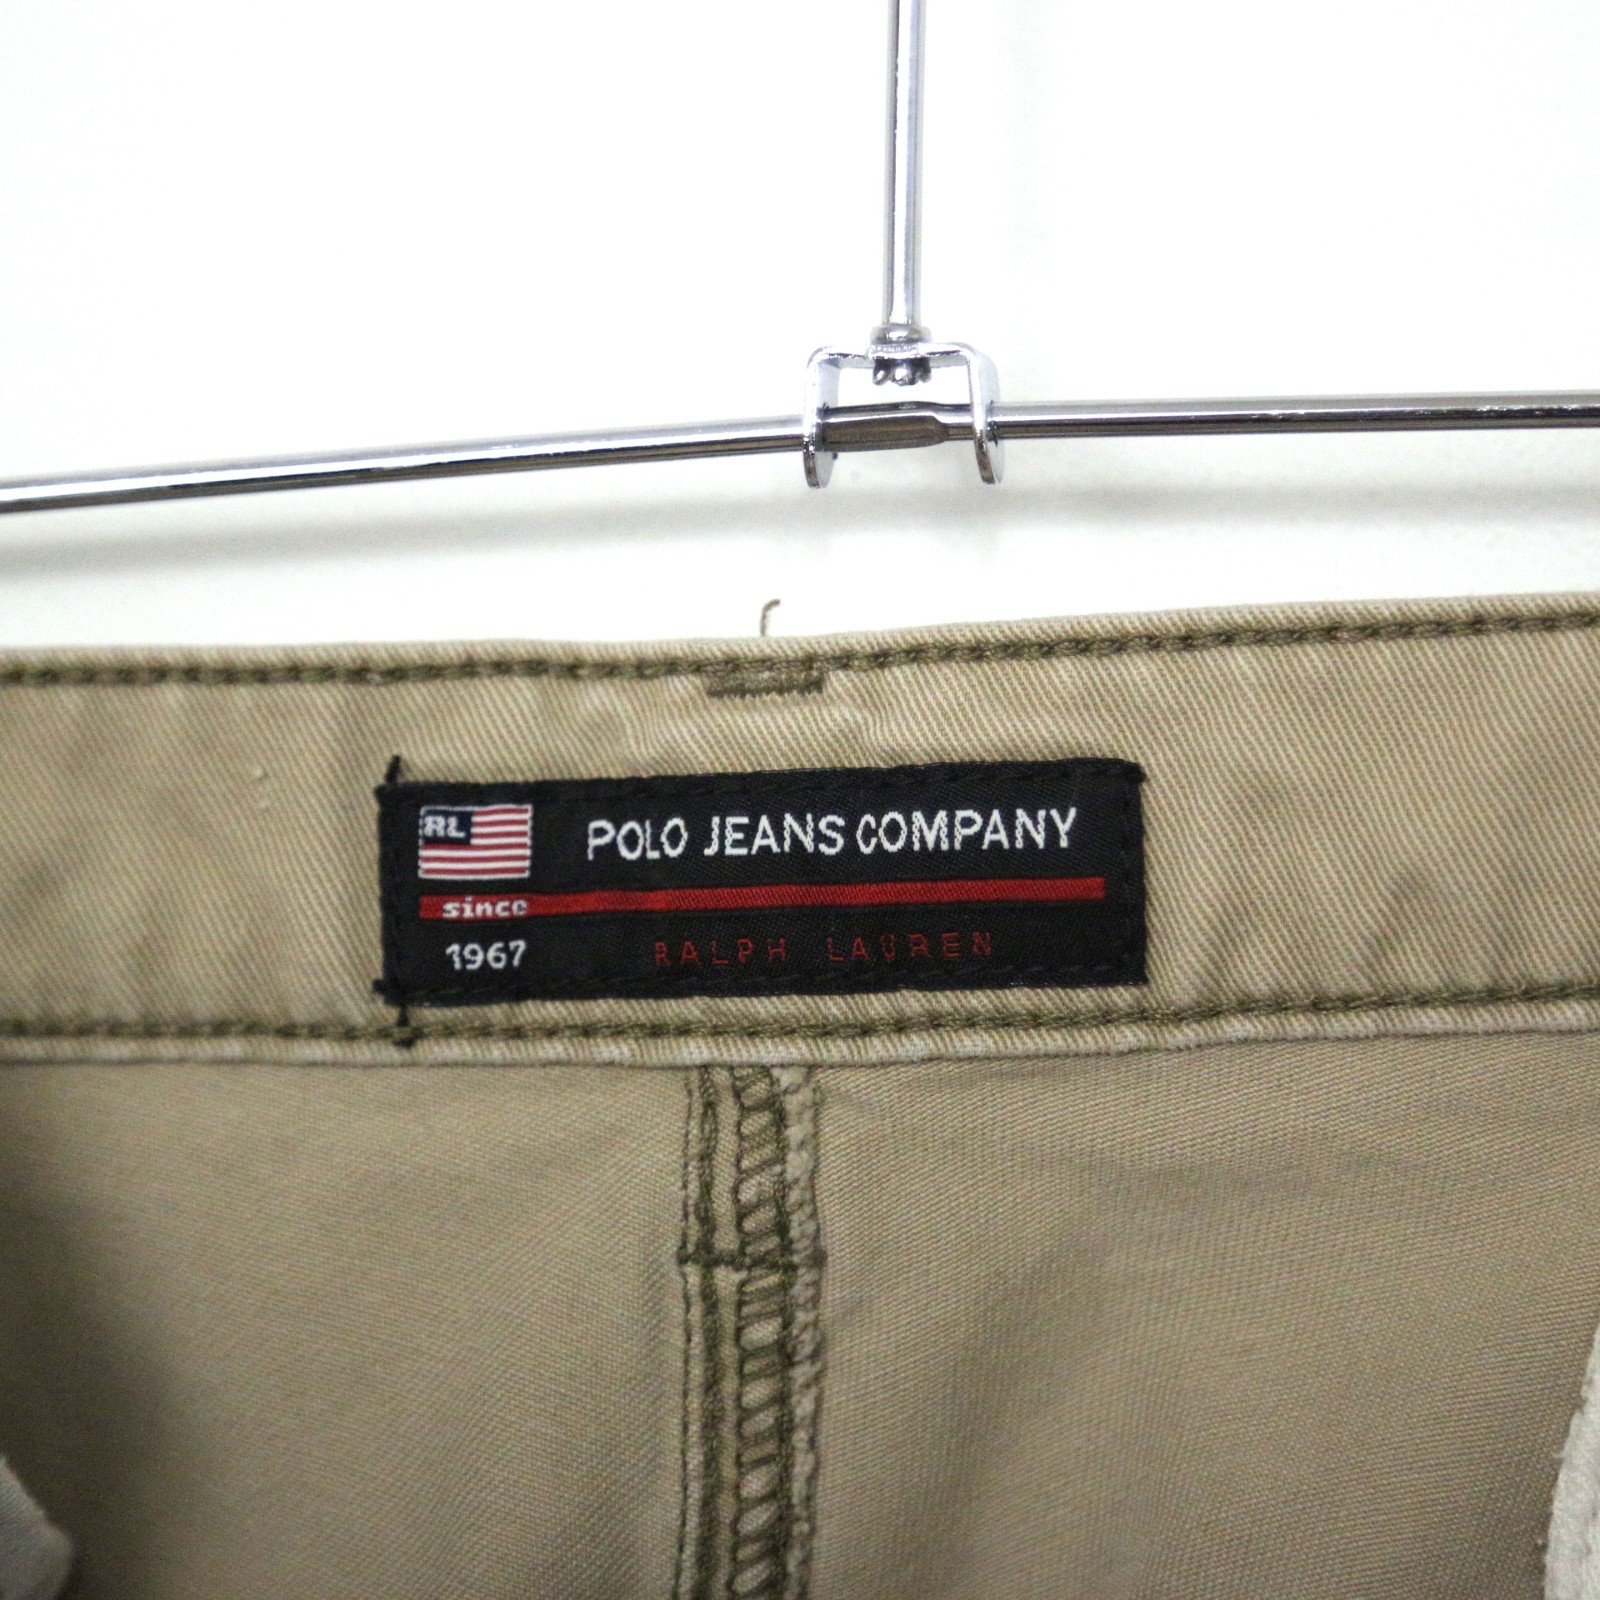 RL POLO JEANS COMPANY
since
1967 RALPH LAUREN